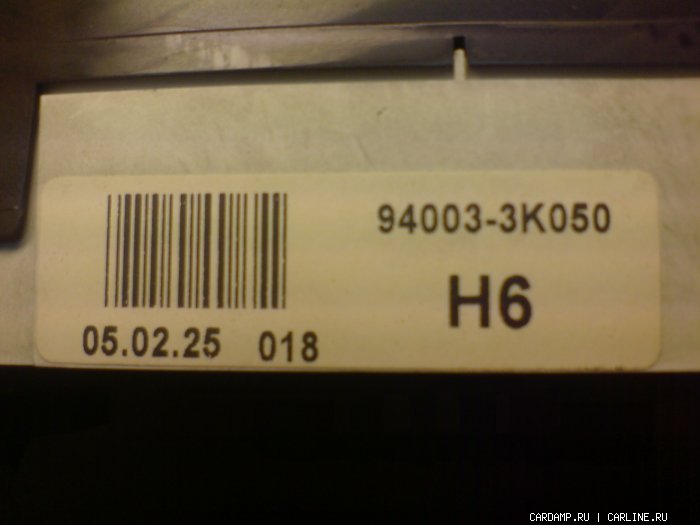 94003-3K050
H6
05.02.25 018
CARDAMP.RU | CARLINE.RU